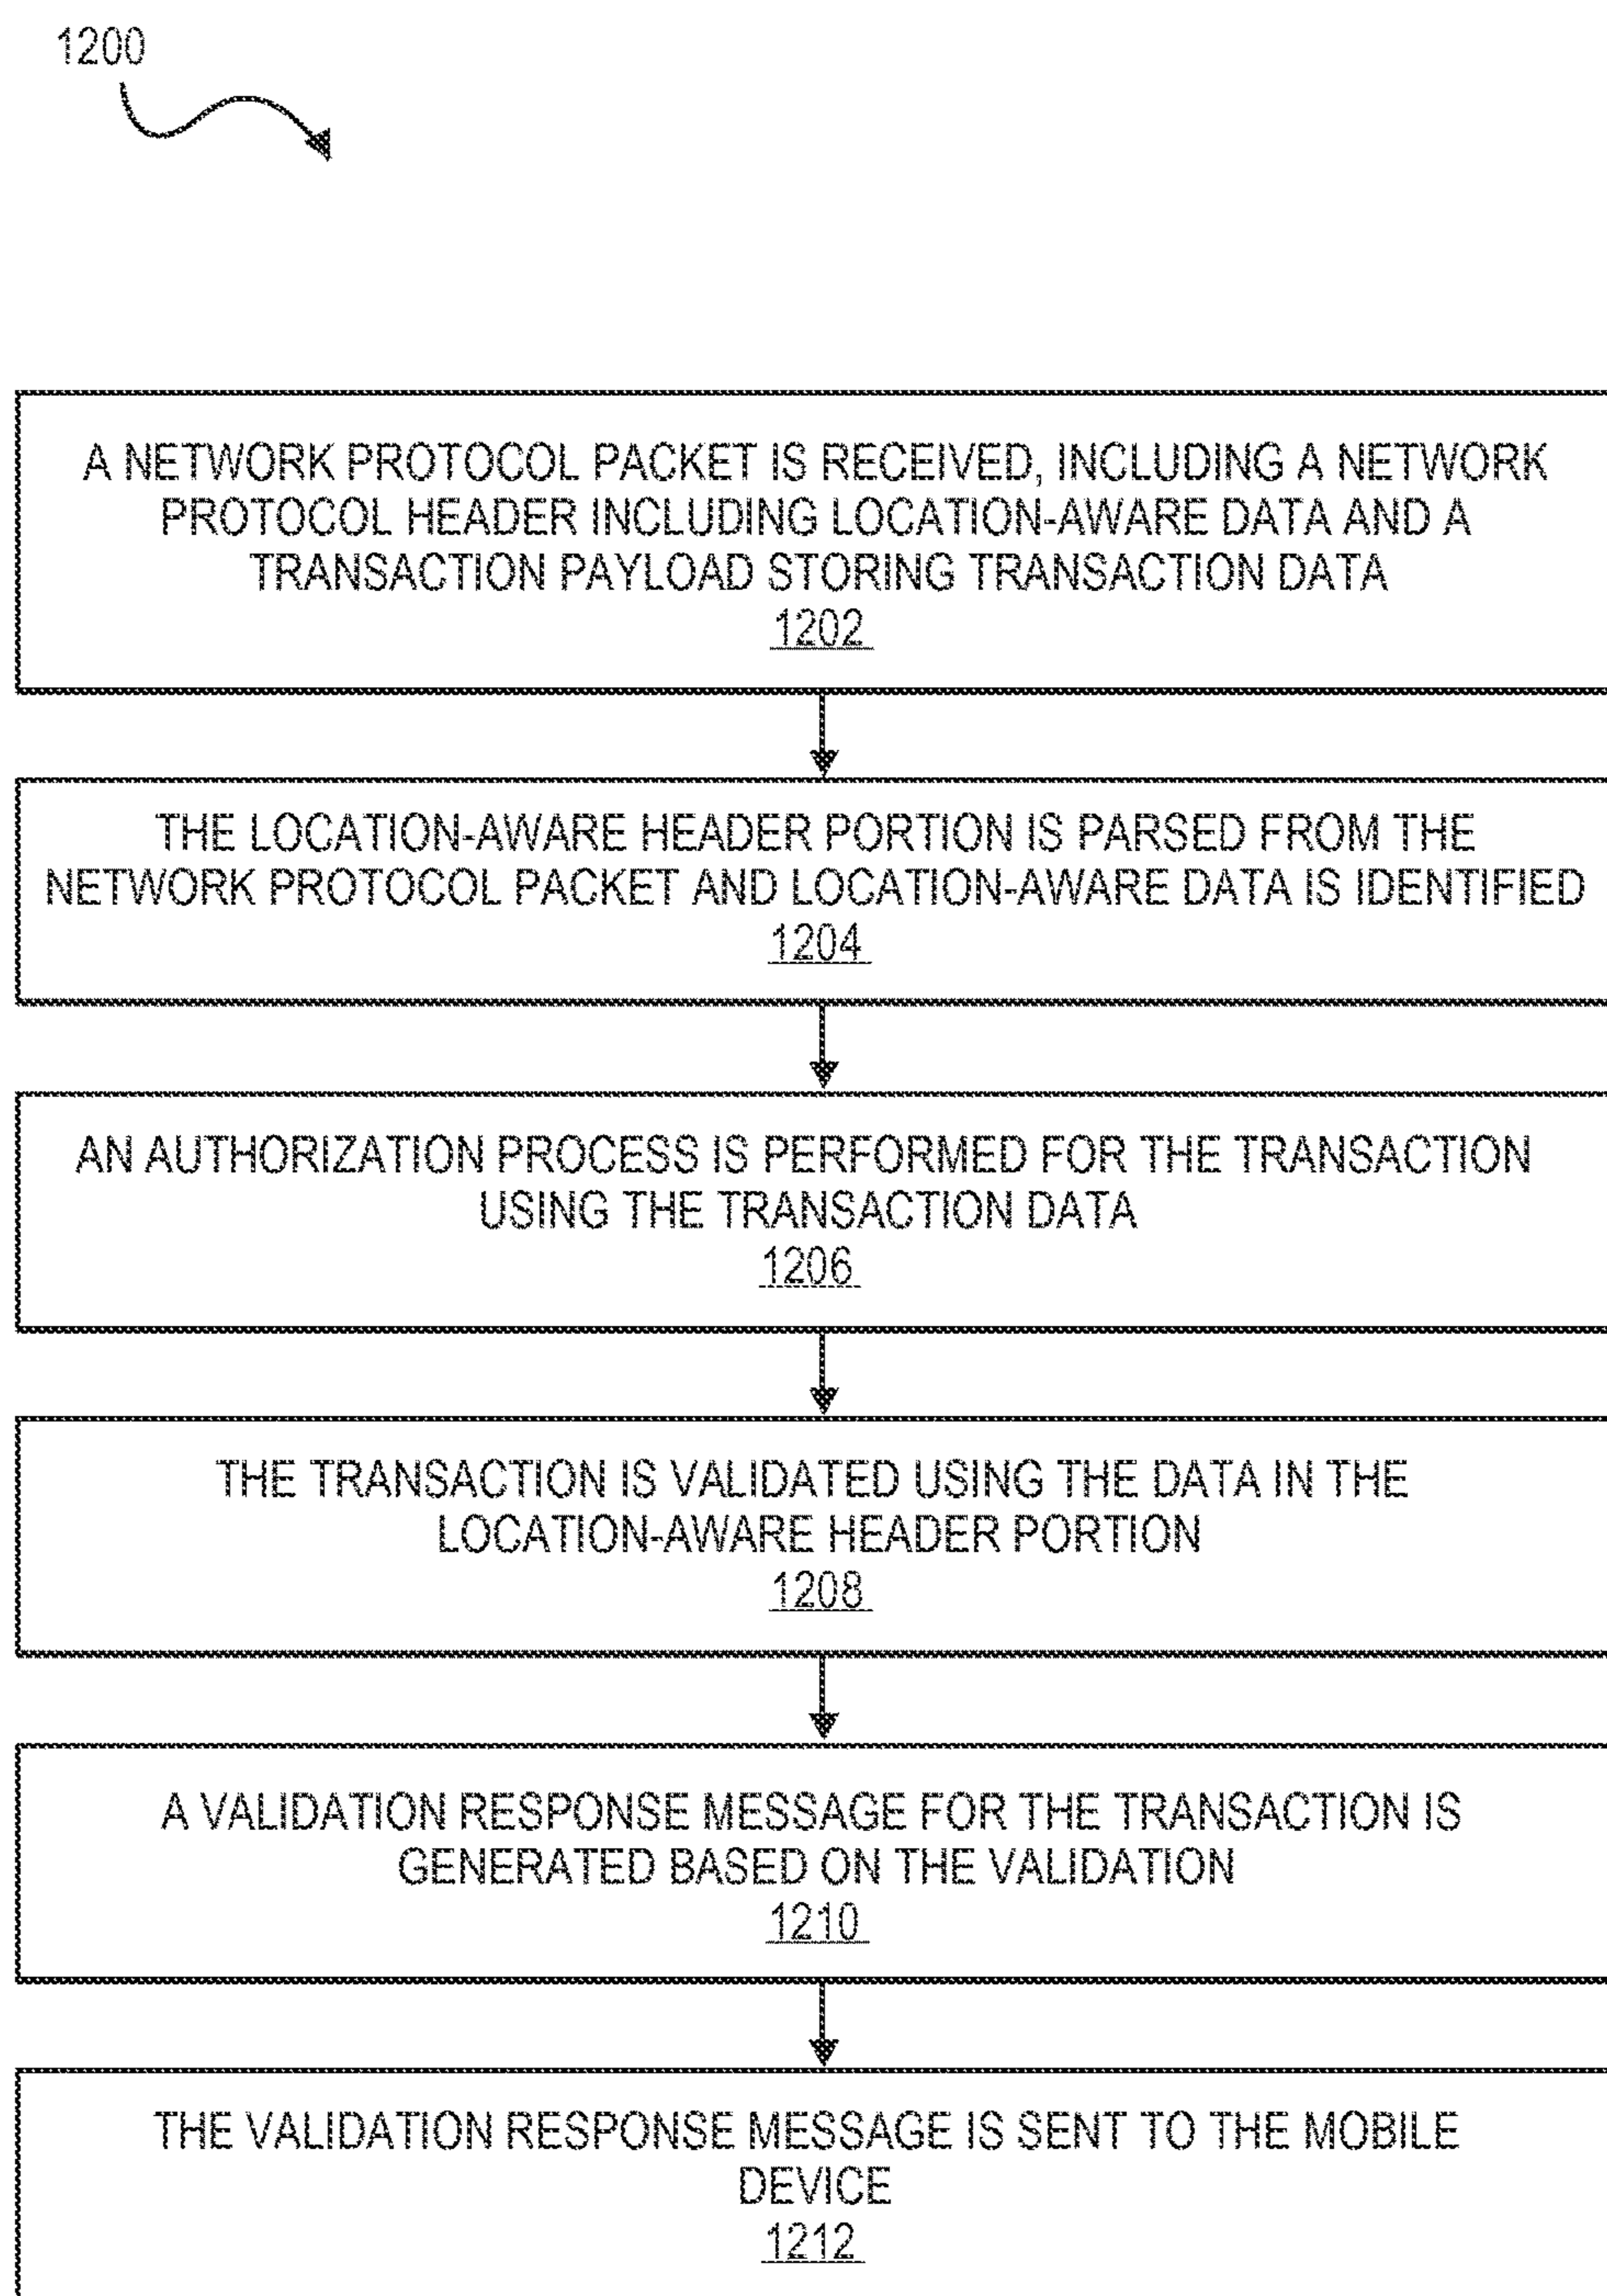 1200
A NETWORK PROTOCOL PACKET IS RECEIVED, INCLUDING A NETWORK
PROTOCOL HEADER INCLUDING LOCATION-AWARE DATA AND A
TRANSACTION PAYLOAD STORING TRANSACTION DATA
1202
THE LOCATION-AWARE HEADER PORTION IS PARSED FROM THE
NETWORK PROTOCOL PACKET AND LOCATION-AWARE DATA IS IDENTIFIED
1204
AN AUTHORIZATION PROCESS IS PERFORMED FOR THE TRANSACTION
USING THE TRANSACTION DATA
1206
THE TRANSACTION IS VALIDATED USING THE DATA IN THE
LOCATION-AWARE HEADER PORTION
1208
A VALIDATION RESPONSE MESSAGE FOR THE TRANSACTION IS
GENERATED BASED ON THE VALIDATION
1210
THE VALIDATION RESPONSE MESSAGE IS SENT TO THE MOBILE
DEVICE
1212